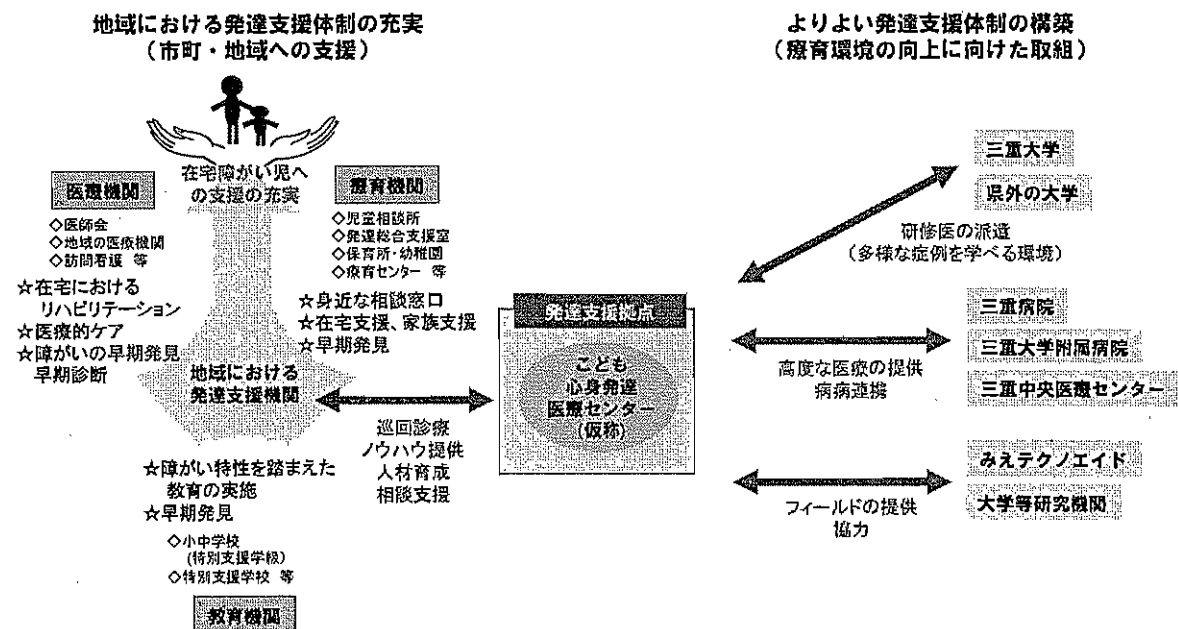 地域における発達支援体制の充実
（市町・地域への支援）
在宅障がい児へ
の支援の充実
医療機関
◇医師会
◇地域の医療機関
◇訪問看護 等
☆在宅における
リハビリテーション
☆医療的ケア
☆障がいの早期発見
早期診断
療育機関
◇児童相談所
◇発達総合支援室
◇保育所・幼稚園
◇療育センター 等
☆身近な相談窓口
☆在宅支援、家族支援
☆早期発見
地域における
発達支援機関
☆障がい特性を踏まえた
教育の実施
☆早期発見
◇小中学校
(特別支援学級)
◇特別支援学校 等
教育機関
巡回診療
ノウハウ提供
人材育成
相談支援
発達支援拠点
こども
心身発達
医療センター
(仮称)
よりよい発達支援体制の構築
（療育環境の向上に向けた取組）
三重大学
県外の大学
研修医の派遣
(多様な症例を学べる環境)
三重病院
三重大学附属病院
三重中央医療センター
高度な医療の提供
病病連携
みえテクノエイド
大学等研究機関
フィールドの提供
協力